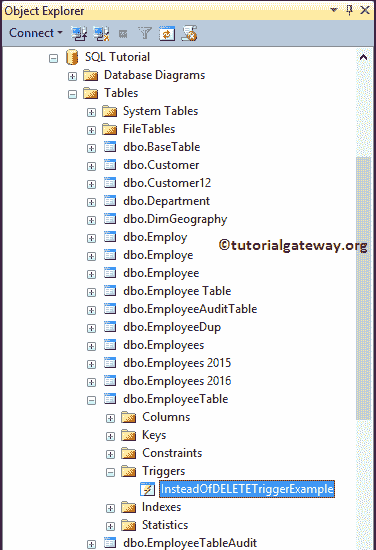 Object Explorer
Connect
SQL Tutorial
Database Diagrams
Tables
System Tables
FileTables
dbo.BaseTable
dbo.Customer
dbo.Customer12
dbo.Department
dbo.DimGeography
dbo.Employ
©tutorialgateway.org
dbo.Employe
dbo.Employee
dbo.Employee Table
dbo.EmployeeAuditTable
dbo.EmployeeDup
dbo.Employees
dbo.Employees 2015
dbo.Employees 2016
dbo.EmployeeTable
Columns
Keys
Constraints
Triggers
InsteadOfDELETETriggerExample
Indexes
Statistics
dbo.EmployeeTableAudit